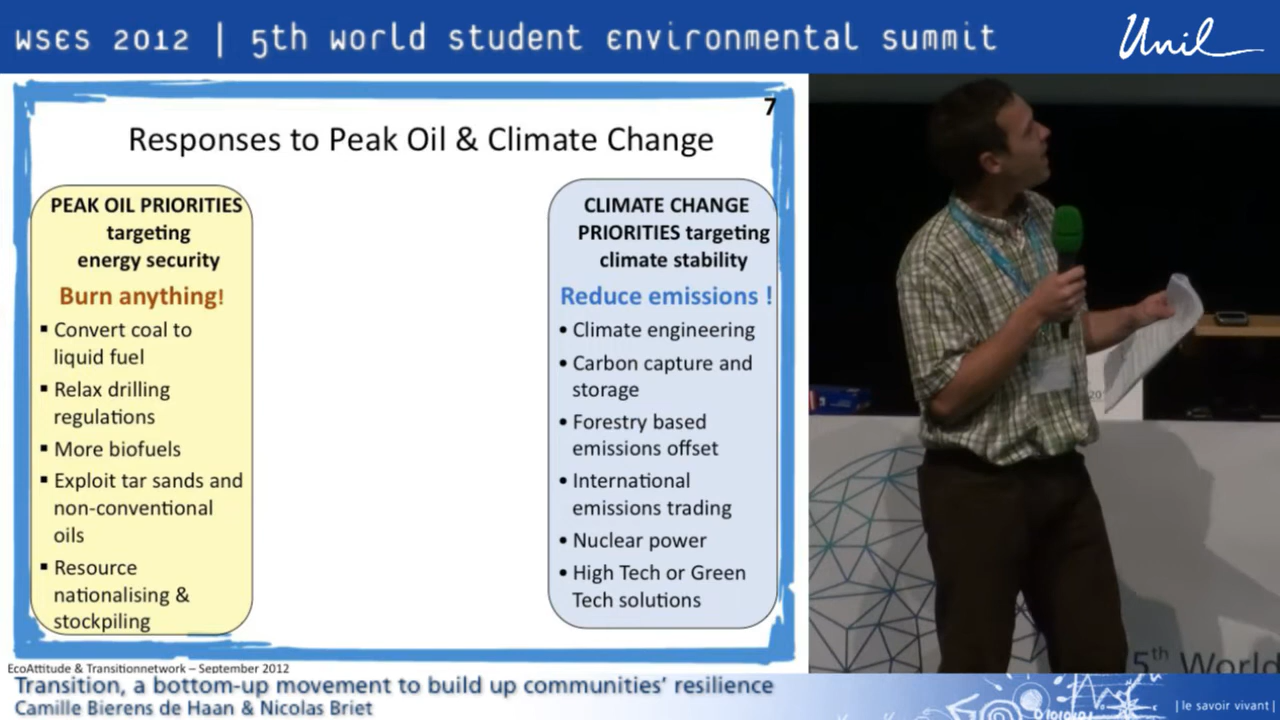 WSES 2012 | 5th world student environmental summit
Unil
7
Responses to Peak Oil & Climate Change
PEAK OIL PRIORITIES
targeting
energy security
Burn anything!
▪ Convert coal to
liquid fuel
▪ Relax drilling
regulations
▪ More biofuels
▪ Exploit tar sands and
non-conventional
oils
▪ Resource
nationalising &
stockpiling
CLIMATE CHANGE
PRIORITIES targeting
climate stability
Reduce emissions !
• Climate engineering
• Carbon capture and
storage
• Forestry based
emissions offset
• International
emissions trading
• Nuclear power
• High Tech or Green
Tech solutions
EcoAttitude & Transitionnetwork – September 2012
5th World
Transition, a bottom-up movement to build up communities' resilience
Camille Bierens de Haan & Nicolas Briet
| le savoir vivant |